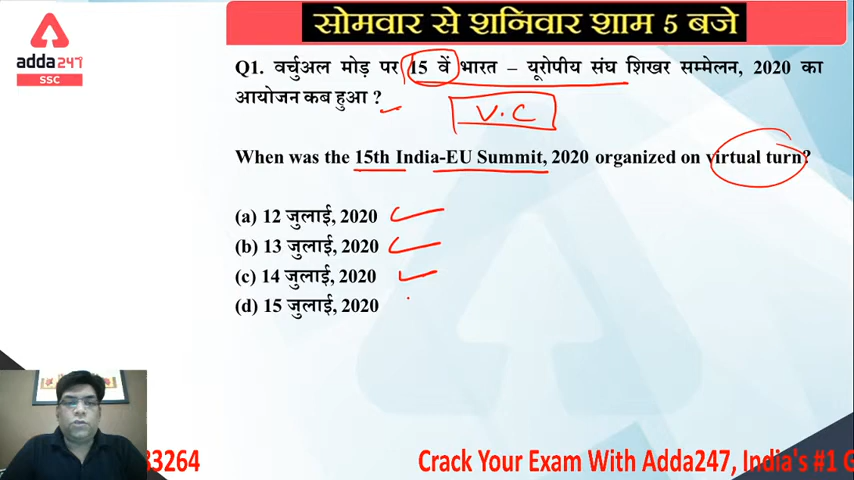 सोमवार से शनिवार शाम 5 बजे
adda247
SSC
Q1. वर्चुअल मोड़ पर 15 वें भारत – यूरोपीय संघ शिखर सम्मेलन, 2020 का
आयोजन कब हुआ ?
V.C
When was the 15th India-EU Summit, 2020 organized on virtual turn?
(a) 12 जुलाई, 2020
(b) 13 जुलाई, 2020
(c) 14 जुलाई, 2020
(d) 15 जुलाई, 2020
83264 Crack Your Exam With Adda247, India's #1